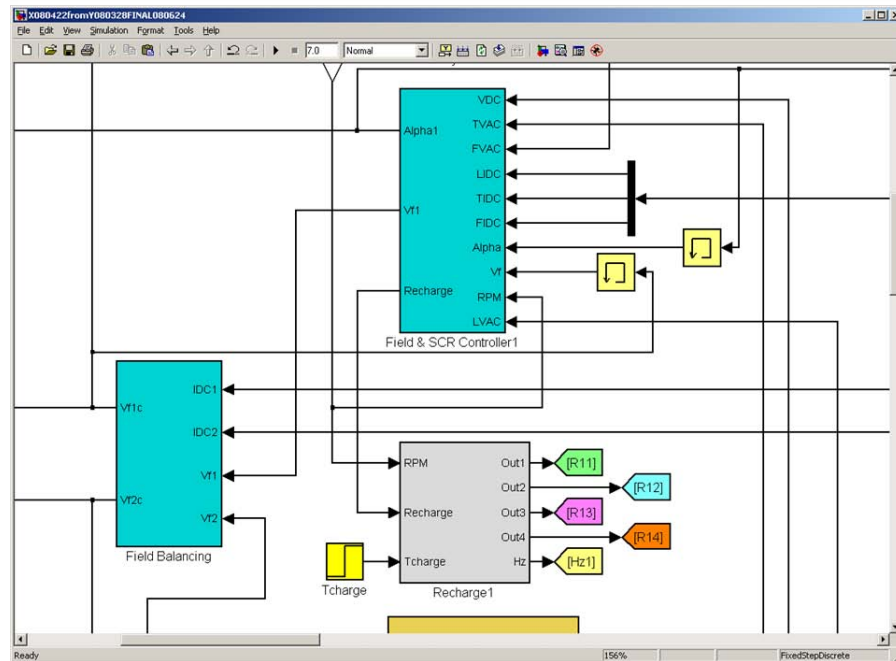 X080422fromY080328FINAL080624
File Edit View Simulation Format Tools Help
7.0 Normal
VDC
Alpha1 TVAC
FVAC
LIDC
TIDC
Vf1 FIDC
Alpha
Vf
Recharge RPM
LVAC
Field & SCR Controller1
IDC1
Vf1c
IDC2
Vf1
Vf2c
Vf2
Field Balancing
RPM Out1 [R11]
Out2 [R12]
Recharge Out3 [R13]
Out4 [R14]
Tcharge Hz [Hz1]
Tcharge
Recharge1
Ready 156% FixedStepDiscrete